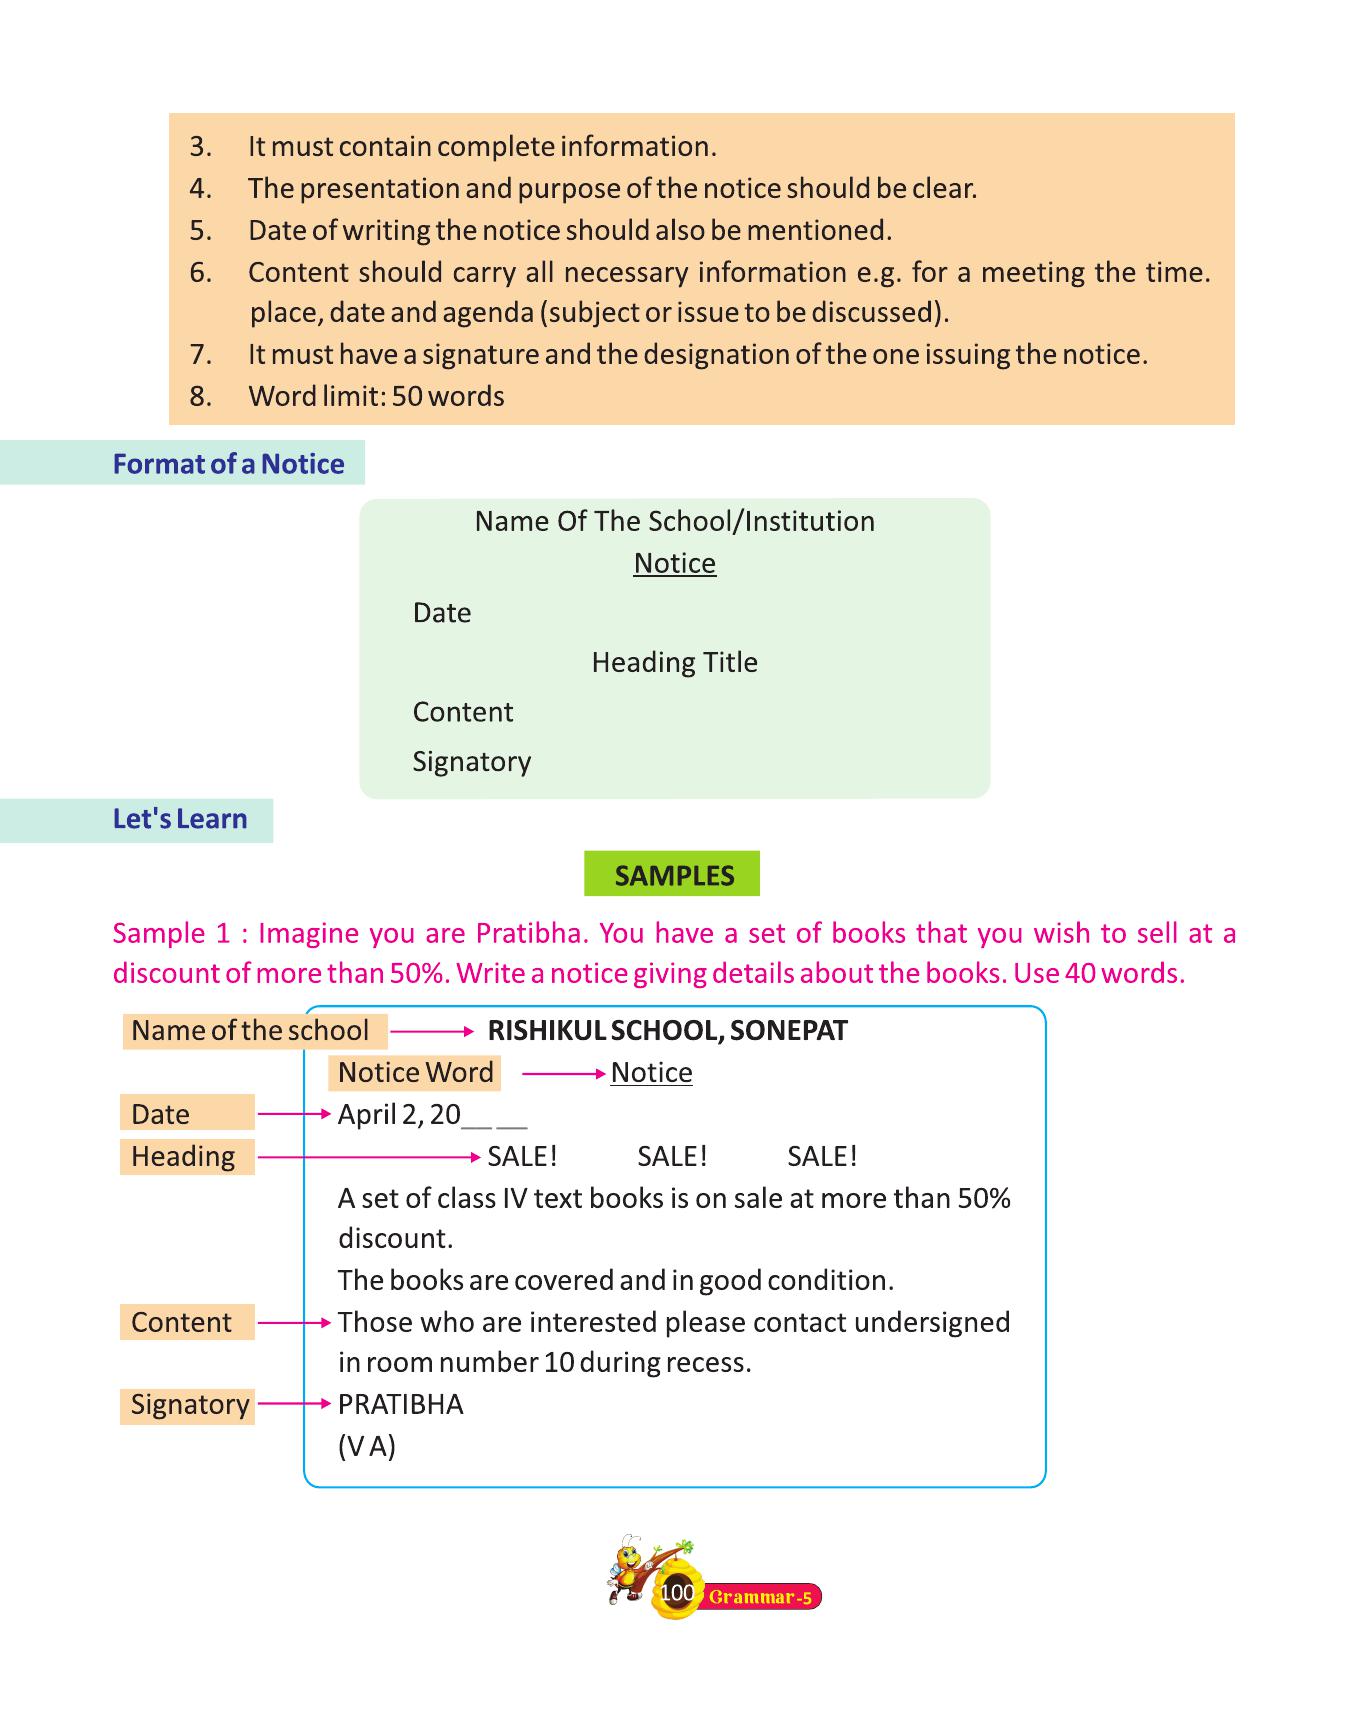 3. It must contain complete information.
4. The presentation and purpose of the notice should be clear.
5. Date of writing the notice should also be mentioned.
6. Content should carry all necessary information e.g. for a meeting the time.
place, date and agenda (subject or issue to be discussed).
7. It must have a signature and the designation of the one issuing the notice.
8. Word limit: 50 words
Format of a Notice
Name Of The School/Institution
Notice
Date
Heading Title
Content
Signatory
Let's Learn
SAMPLES
Sample 1 : Imagine you are Pratibha. You have a set of books that you wish to sell at a
discount of more than 50%. Write a notice giving details about the books. Use 40 words.
Name of the school RISHIKUL SCHOOL, SONEPAT
Notice Word Notice
Date April 2, 20__ __
Heading SALE! SALE! SALE!
A set of class IV text books is on sale at more than 50%
discount.
The books are covered and in good condition.
Content Those who are interested please contact undersigned
in room number 10 during recess.
Signatory PRATIBHA
(V A)
100 Grammar-5